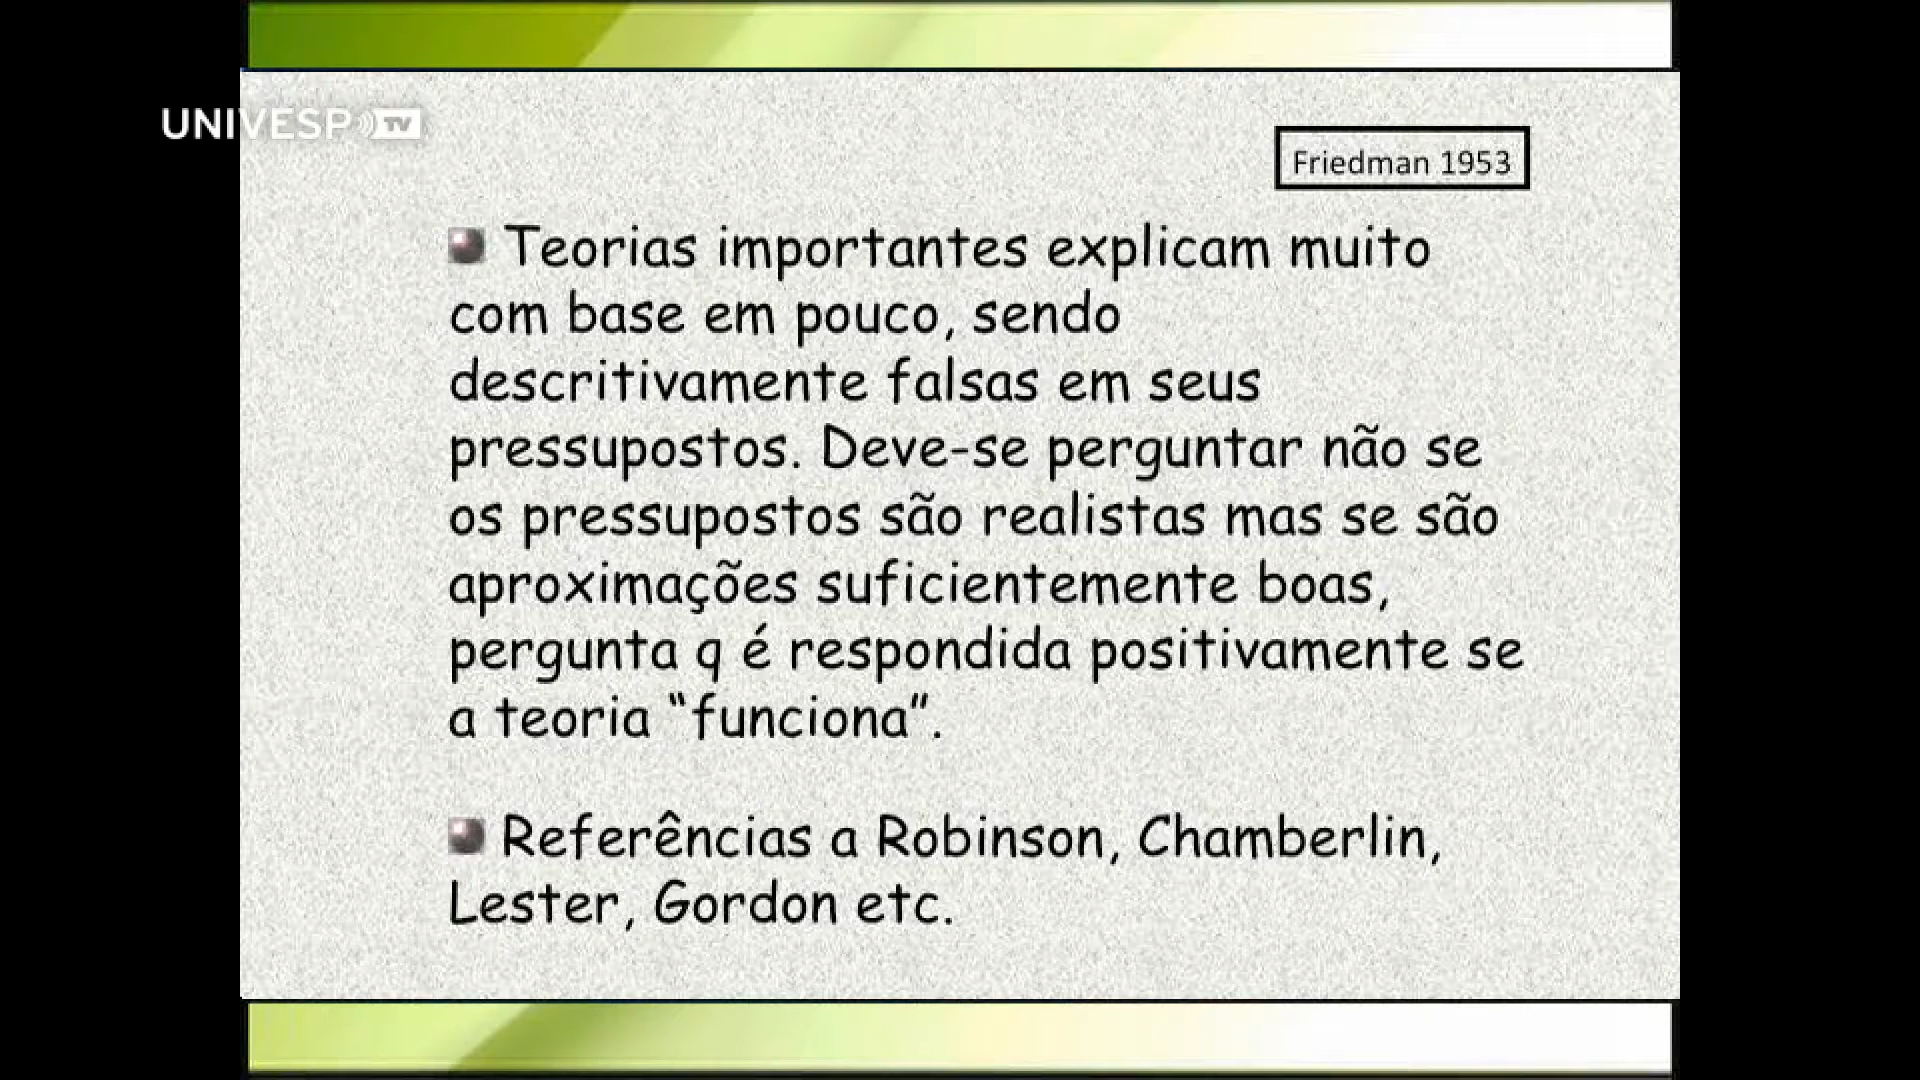 UNIVESP TV
Friedman 1953
Teorias importantes explicam muito
com base em pouco, sendo
descritivamente falsas em seus
pressupostos. Deve-se perguntar não se
os pressupostos são realistas mas se são
aproximações suficientemente boas,
pergunta q é respondida positivamente se
a teoria “funciona”.
Referências a Robinson, Chamberlin,
Lester, Gordon etc.